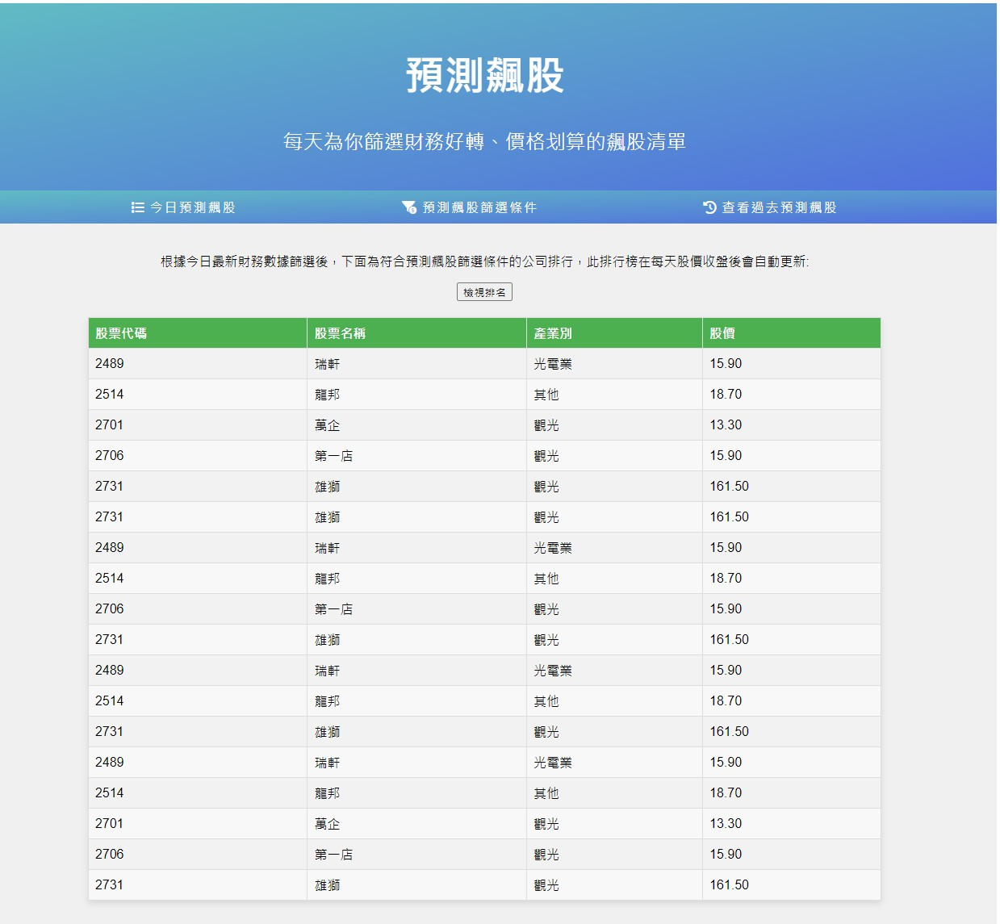 預測飆股
每天為你篩選財務好轉、價格划算的飆股清單
今日預測飆股 預測飆股篩選條件 查看過去預測飆股
根據今日最新財務數據篩選後，下面為符合預測飆股篩選條件的公司排行，此排行榜在每天股價收盤後會自動更新:
檢視排名
股票代碼 股票名稱 產業別 股價
2489 瑞軒 光電業 15.90
2514 龍邦 其他 18.70
2701 萬企 觀光 13.30
2706 第一店 觀光 15.90
2731 雄獅 觀光 161.50
2731 雄獅 觀光 161.50
2489 瑞軒 光電業 15.90
2514 龍邦 其他 18.70
2706 第一店 觀光 15.90
2731 雄獅 觀光 161.50
2489 瑞軒 光電業 15.90
2514 龍邦 其他 18.70
2731 雄獅 觀光 161.50
2489 瑞軒 光電業 15.90
2514 龍邦 其他 18.70
2701 萬企 觀光 13.30
2706 第一店 觀光 15.90
2731 雄獅 觀光 161.50